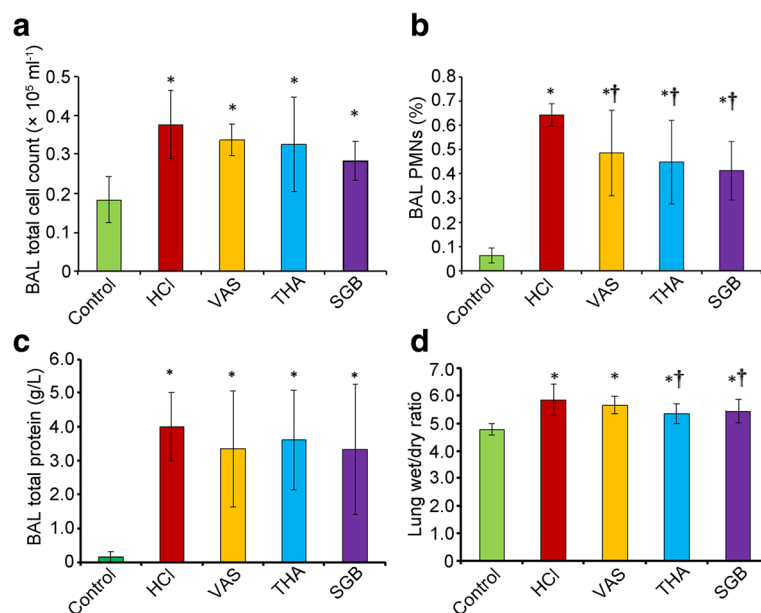 a
BAL total cell count (× 10⁵ ml⁻¹)
0.5
0.4
0.3
0.2
0.1
0
* * * *
Control HCl VAS THA SGB
b
BAL PMNs (%)
0.8
0.7
0.6
0.5
0.4
0.3
0.2
0.1
0
* *† *† *†
Control HCl VAS THA SGB
c
BAL total protein (g/L)
6.0
5.0
4.0
3.0
2.0
1.0
0
* * * *
Control HCl VAS THA SGB
d
Lung wet/dry ratio
7.0
6.0
5.0
4.0
3.0
2.0
1.0
0.0
* * *† *†
Control HCl VAS THA SGB